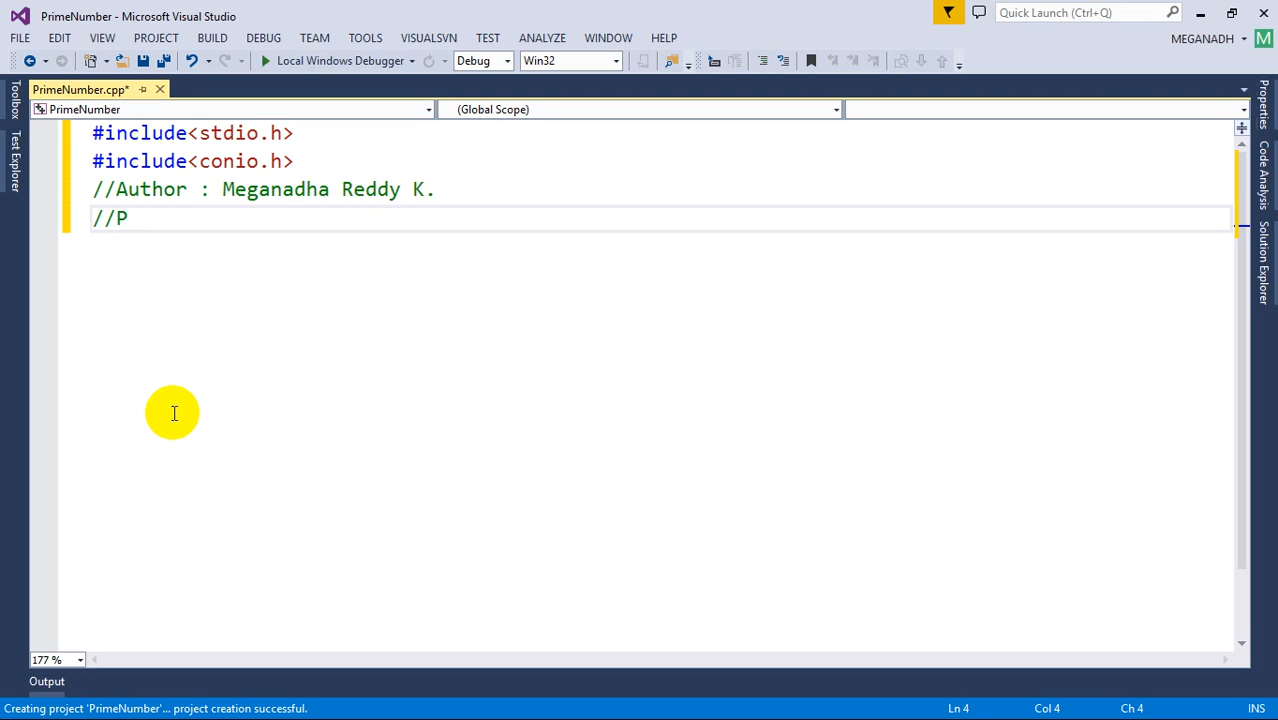 PrimeNumber - Microsoft Visual Studio
Quick Launch (Ctrl+Q)
FILE EDIT VIEW PROJECT BUILD DEBUG TEAM TOOLS VISUALSVN TEST ANALYZE WINDOW HELP
MEGANADH M
Local Windows Debugger Debug Win32
PrimeNumber.cpp*
PrimeNumber (Global Scope)
Toolbox
Test Explorer
#include<stdio.h>
#include<conio.h>
//Author : Meganadha Reddy K.
//P
Properties
Code Analysis
Solution Explorer
177 %
Output
Creating project 'PrimeNumber'... project creation successful. Ln 4 Col 4 Ch 4 INS